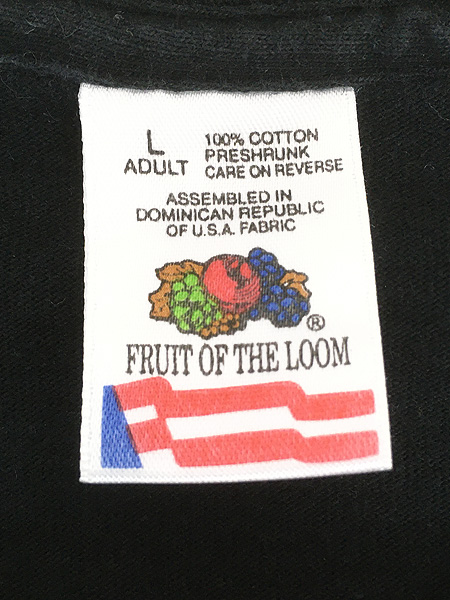 L
ADULT
100% COTTON
PRESHRUNK
CARE ON REVERSE
ASSEMBLED IN
DOMINICAN REPUBLIC
OF U.S.A. FABRIC
®
FRUIT OF THE LOOM